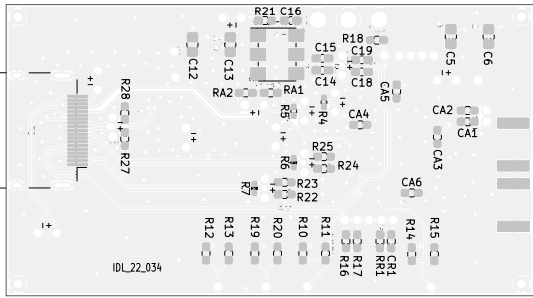 R21 C16
R18
C12 C13 C15 C19 C5 C6
C14 C18
R28 RA2 RA1 CA5
R5 R4 CA4 CA2
CA1
R27 CA3
R25
R6 R24
R7 R23 CA6
R22
R12 R13 R19 R20 R10 R11 R14 R15
R16 R17 RR1 CR1
IDL_22_034